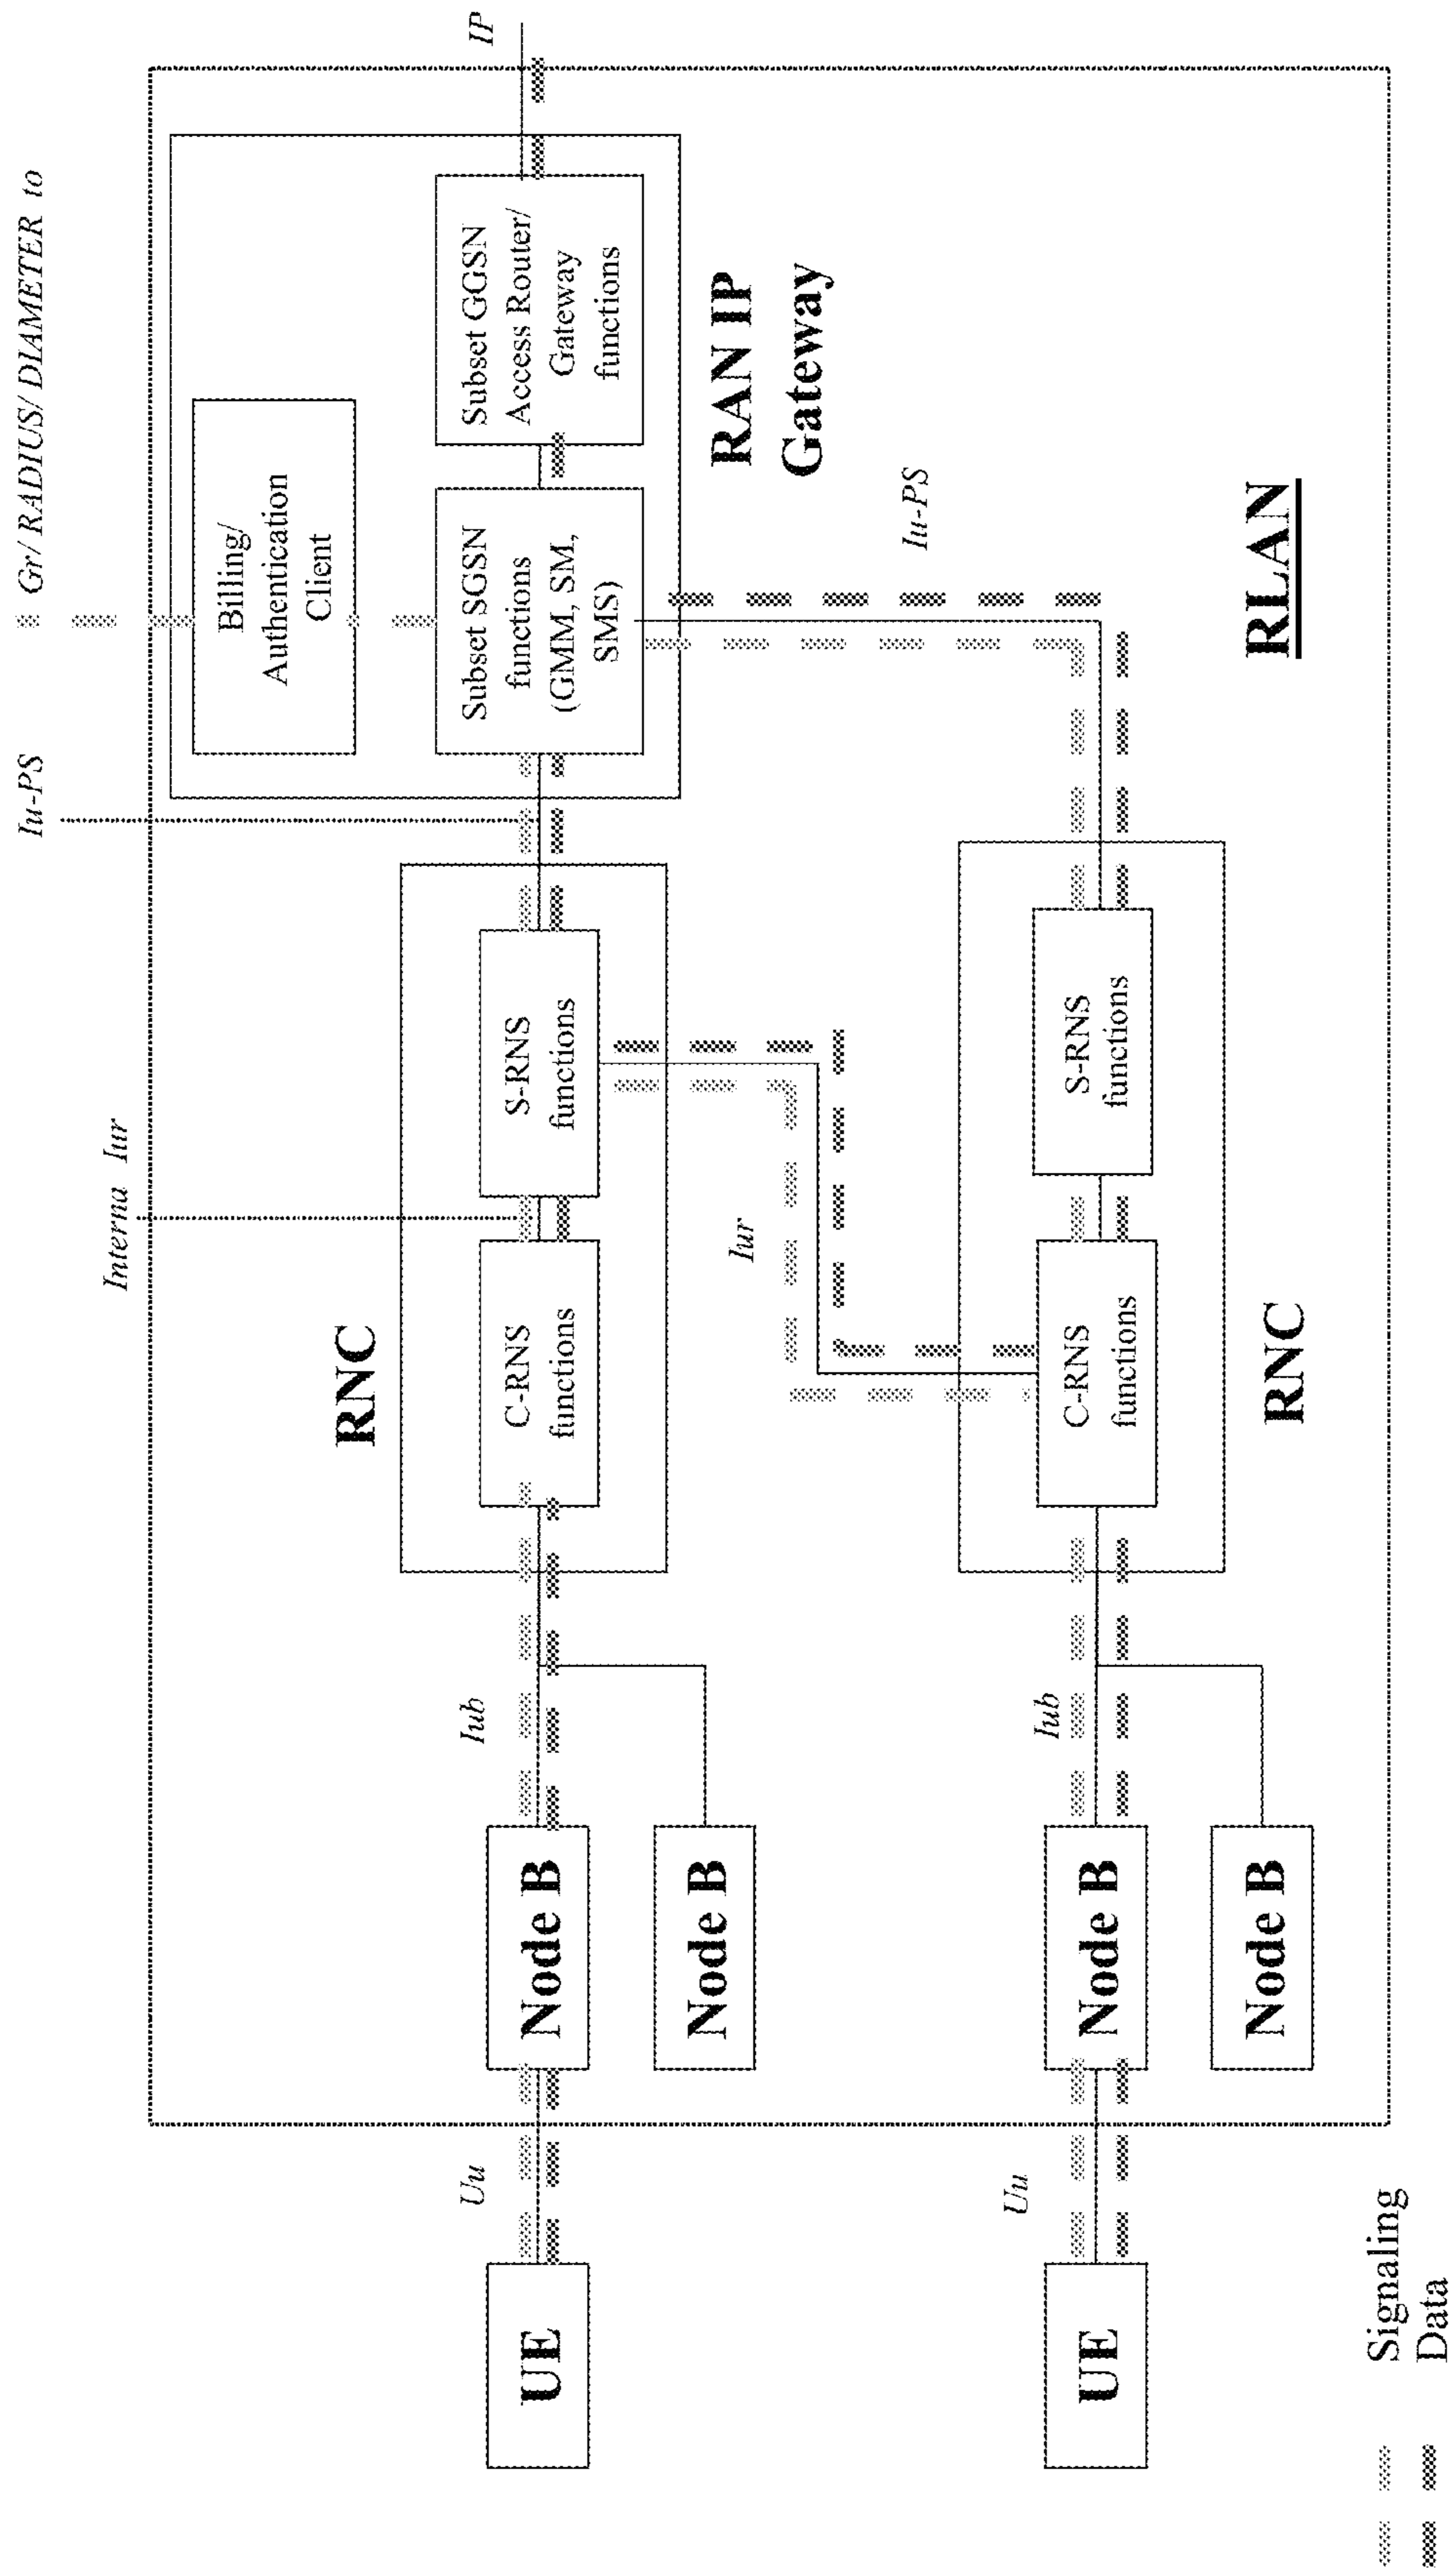 Gr/ RADIUS/ DIAMETER to
Iu-PS
Interna Iur
IP
Billing/
Authentication
Client
RNC
Subset SGSN
functions
(GMM, SM,
SMS)
Subset GGSN
Access Router/
Gateway
functions
Uu
Iub
UE
Node B
C-RNS
functions
S-RNS
functions
Node B
RAN IP
Gateway
Iur
Iu-PS
Uu
Iub
UE
Node B
C-RNS
functions
S-RNS
functions
Node B
RNC
RLAN
Signaling
Data